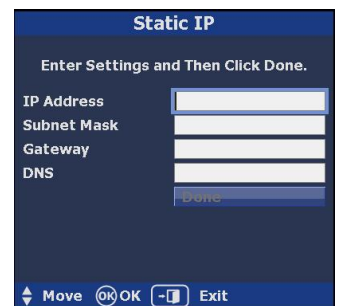 Static IP
Enter Settings and Then Click Done.
IP Address
Subnet Mask
Gateway
DNS
Done
Move OK OK Exit